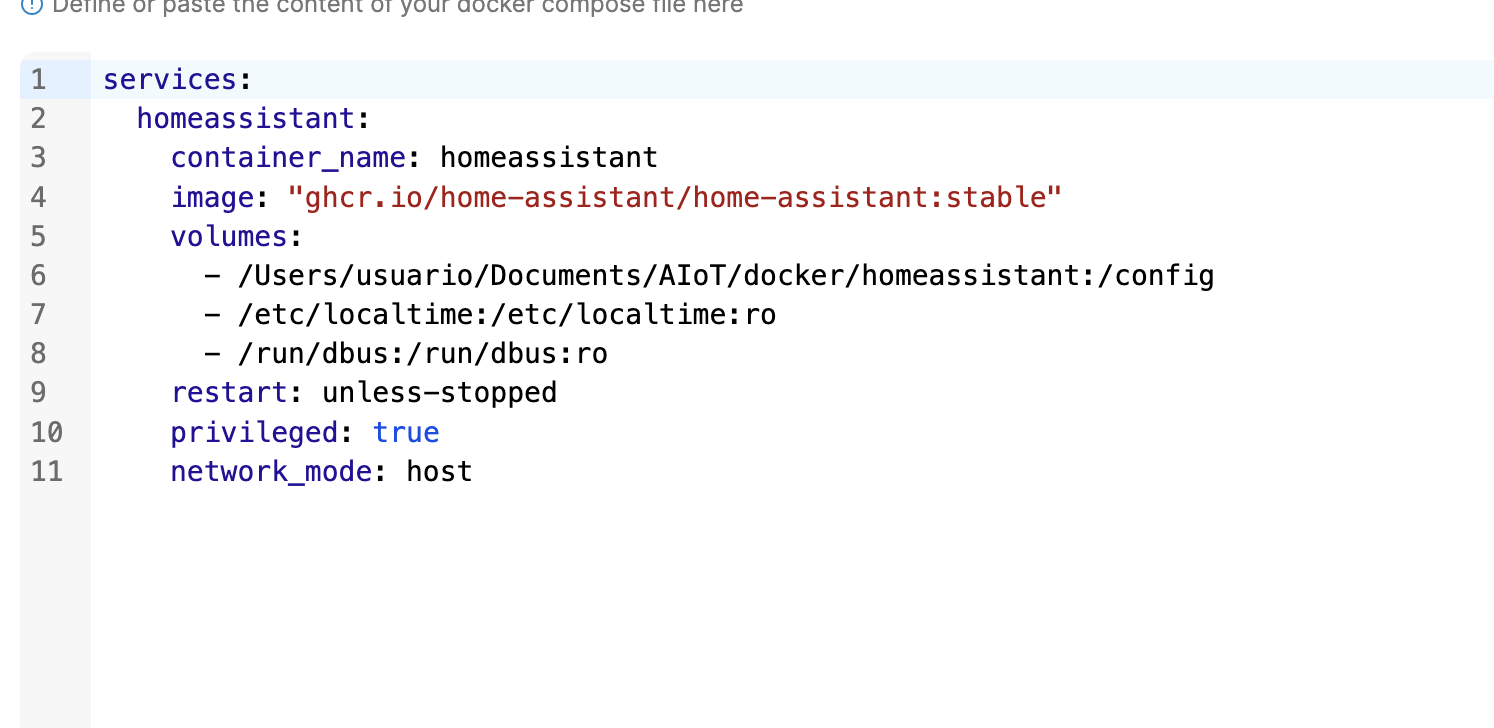 Define or paste the content of your docker compose file here
1 services:
2 homeassistant:
3 container_name: homeassistant
4 image: "ghcr.io/home-assistant/home-assistant:stable"
5 volumes:
6 - /Users/usuario/Documents/AIoT/docker/homeassistant:/config
7 - /etc/localtime:/etc/localtime:ro
8 - /run/dbus:/run/dbus:ro
9 restart: unless-stopped
10 privileged: true
11 network_mode: host